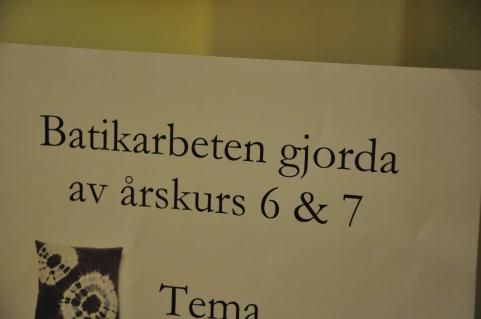 Batikarbeten gjorda
av årskurs 6 & 7
Tema